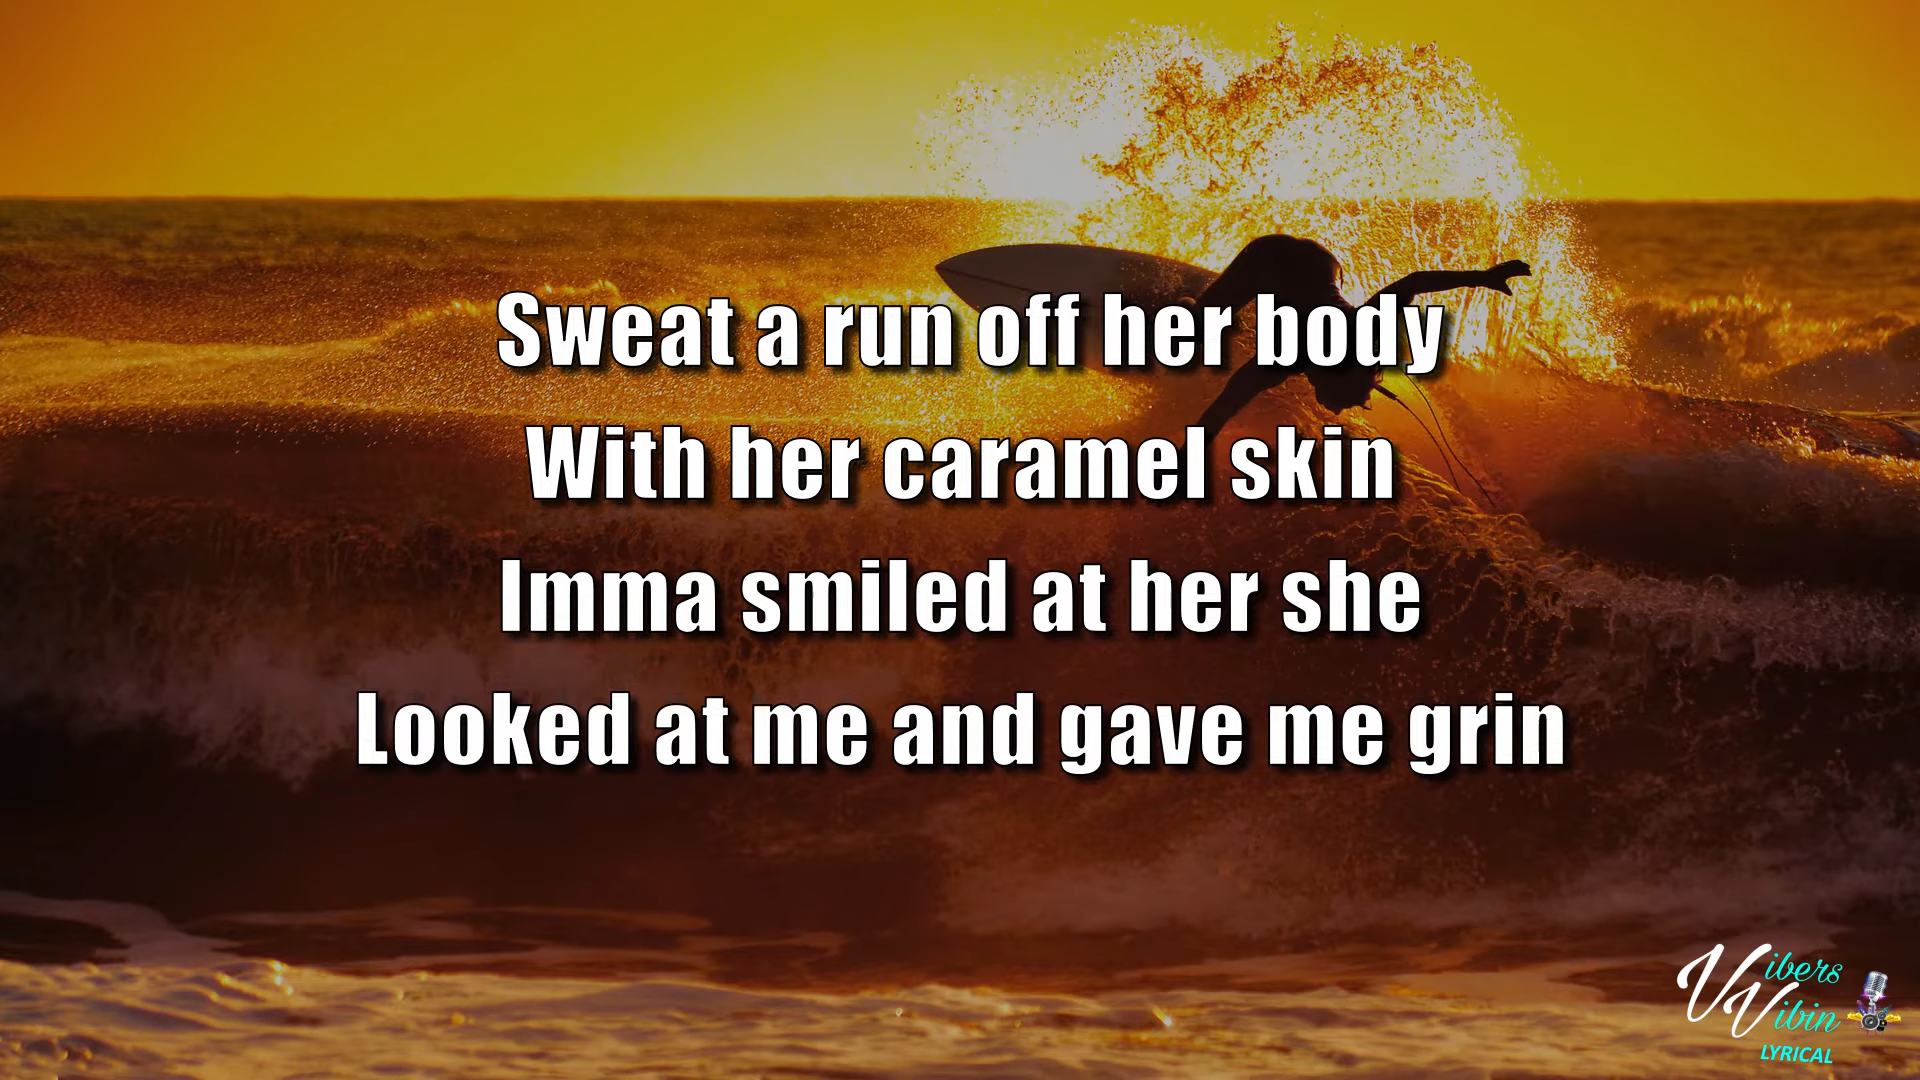 Sweat a run off her body
With her caramel skin
Imma smiled at her she
Looked at me and gave me grin
Vibers
Vibin
LYRICAL